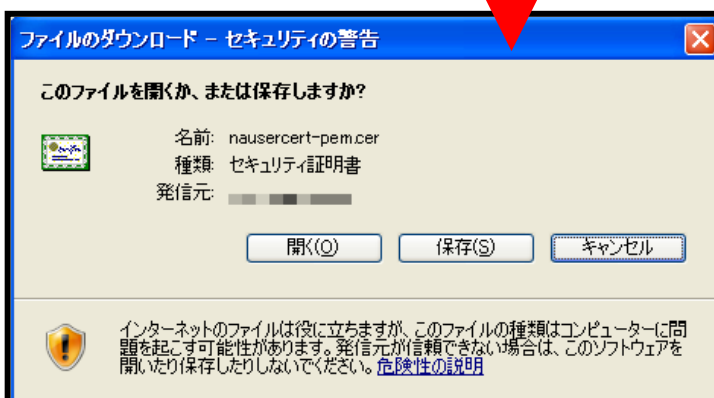 ファイルのダウンロード - セキュリティの警告
このファイルを開くか、または保存しますか?
名前: nausercert-pem.cer
種類: セキュリティ証明書
発信元:
開く(O) 保存(S) キャンセル
インターネットのファイルは役に立ちますが、このファイルの種類はコンピューターに問
題を起こす可能性があります。発信元が信頼できない場合は、このソフトウェアを
開いたり保存したりしないでください。危険性の説明